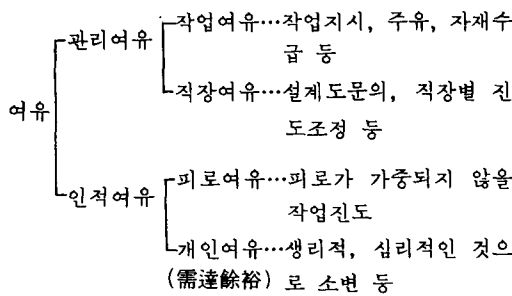 작업여유…작업지시, 주유, 자재수
관리여유
급 등
직장여유…설계도문의, 직장별 진
여유
도조정 등
인적여유
피로여유…피로가 가중되지 않을
작업진도
개인여유…생리적, 심리적인 것으
(需達餘裕) 로 소변 등